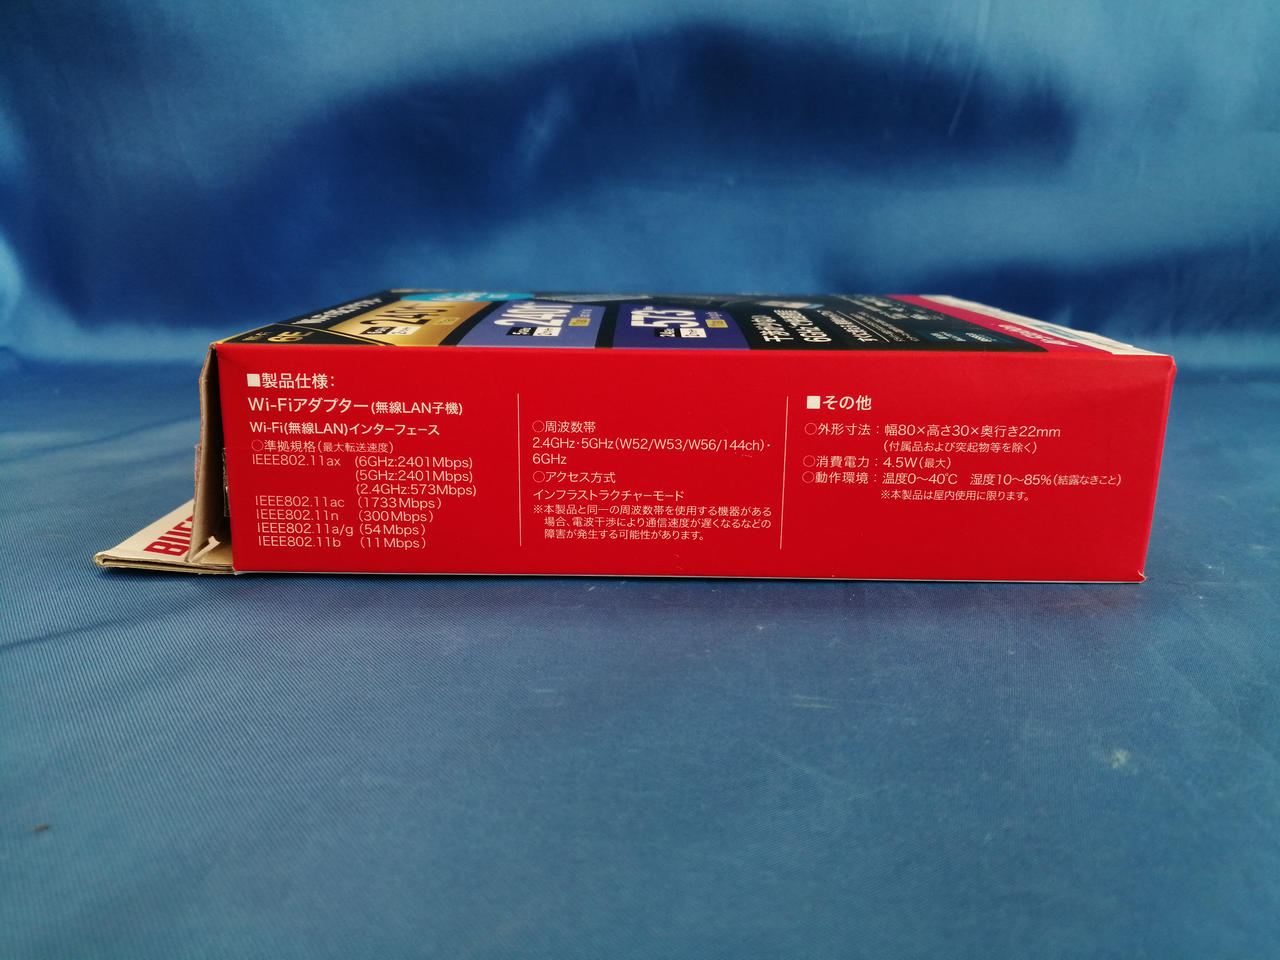 2401
573
■製品仕様：
Wi-Fiアダプター(無線LAN子機)
Wi-Fi(無線LAN)インターフェース
○準拠規格(最大転送速度)
IEEE802.11ax (6GHz:2401Mbps)
(5GHz:2401Mbps)
(2.4GHz:573Mbps)
IEEE802.11ac (1733Mbps)
IEEE802.11n (300Mbps)
IEEE802.11a/g (54Mbps)
IEEE802.11b (11Mbps)
○周波数帯
2.4GHz・5GHz(W52/W53/W56/144ch)・
6GHz
○アクセス方式
インフラストラクチャーモード
※本製品と同一の周波数帯を使用する機器がある
場合、電波干渉により通信速度が遅くなるなどの
障害が発生する可能性があります。
■その他
○外形寸法：幅80×高さ30×奥行き22mm
(付属品および突起物等を除く)
○消費電力：4.5W(最大)
○動作環境：温度0～40℃ 湿度10～85%(結露なきこと)
※本製品は屋内使用に限ります。